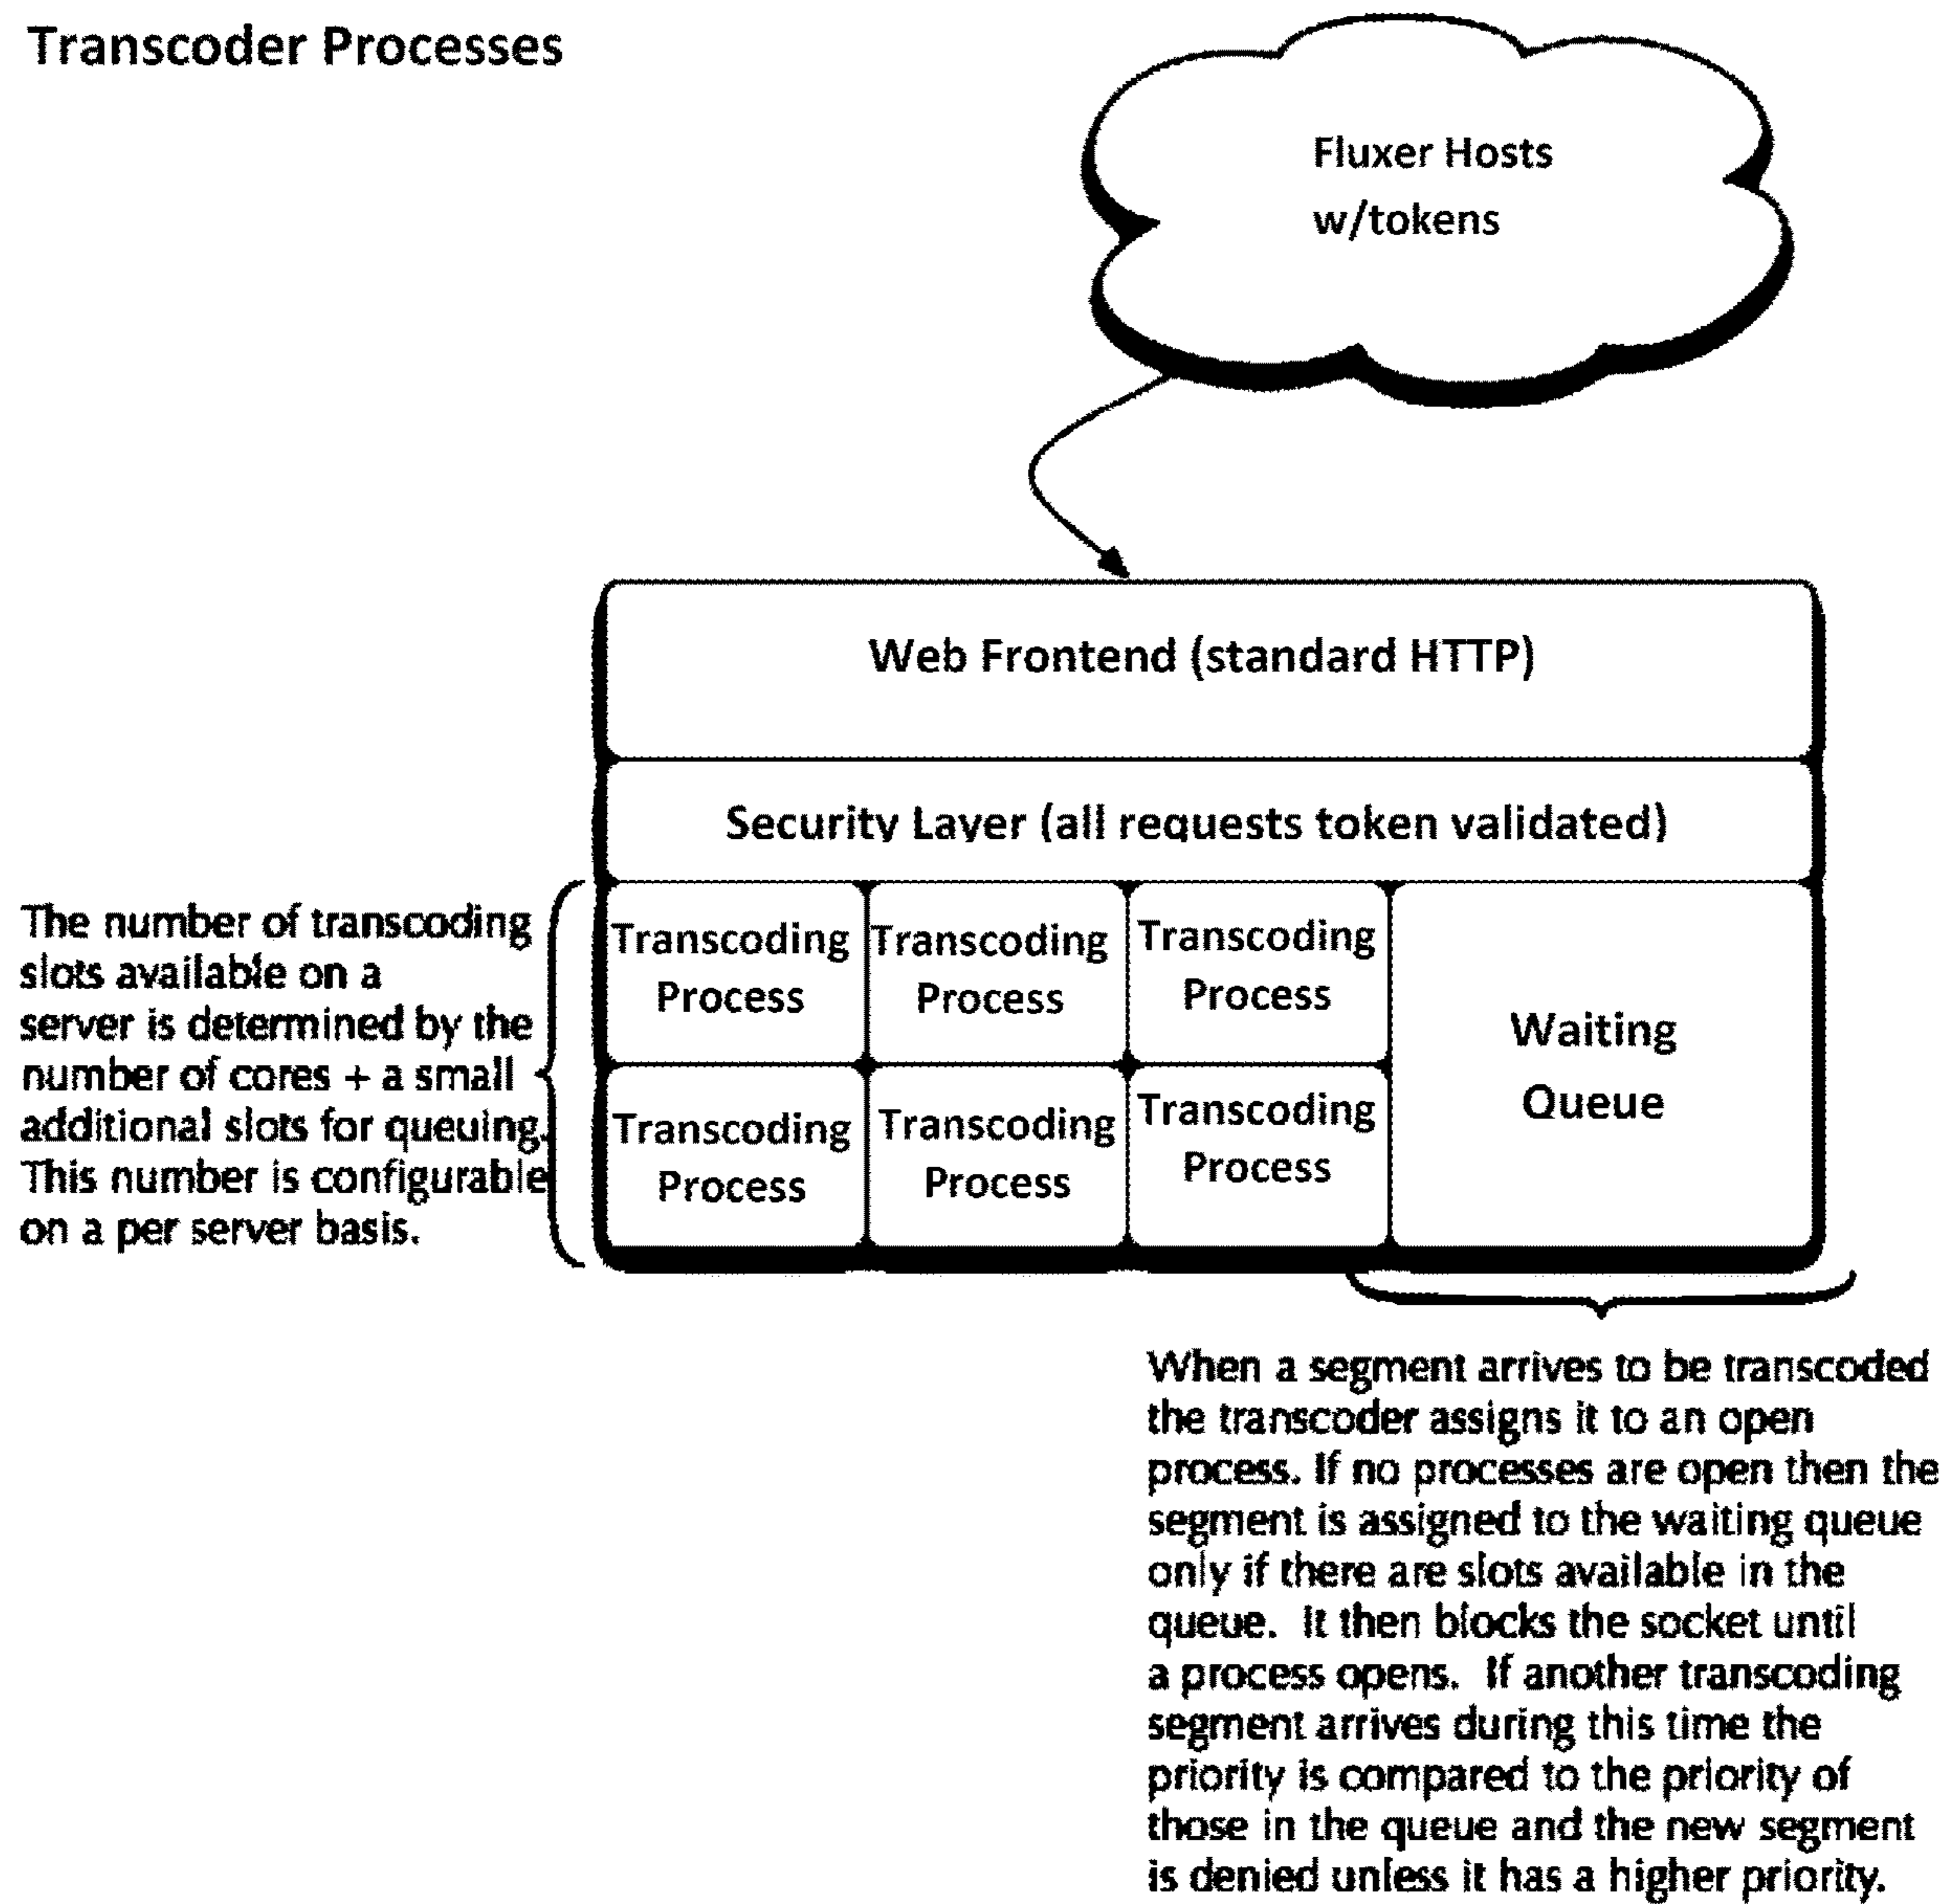 Transcoder Processes
Fluxer Hosts
w/tokens
Web Frontend (standard HTTP)
Security Layer (all requests token validated)
Transcoding
Process
Transcoding
Process
Transcoding
Process
Transcoding
Process
Transcoding
Process
Transcoding
Process
Waiting
Queue
The number of transcoding
slots available on a
server is determined by the
number of cores + a small
additional slots for queuing.
This number is configurable
on a per server basis.
When a segment arrives to be transcoded
the transcoder assigns it to an open
process. If no processes are open then the
segment is assigned to the waiting queue
only if there are slots available in the
queue.  It then blocks the socket until
a process opens.  If another transcoding
segment arrives during this time the
priority is compared to the priority of
those in the queue and the new segment
is denied unless it has a higher priority.